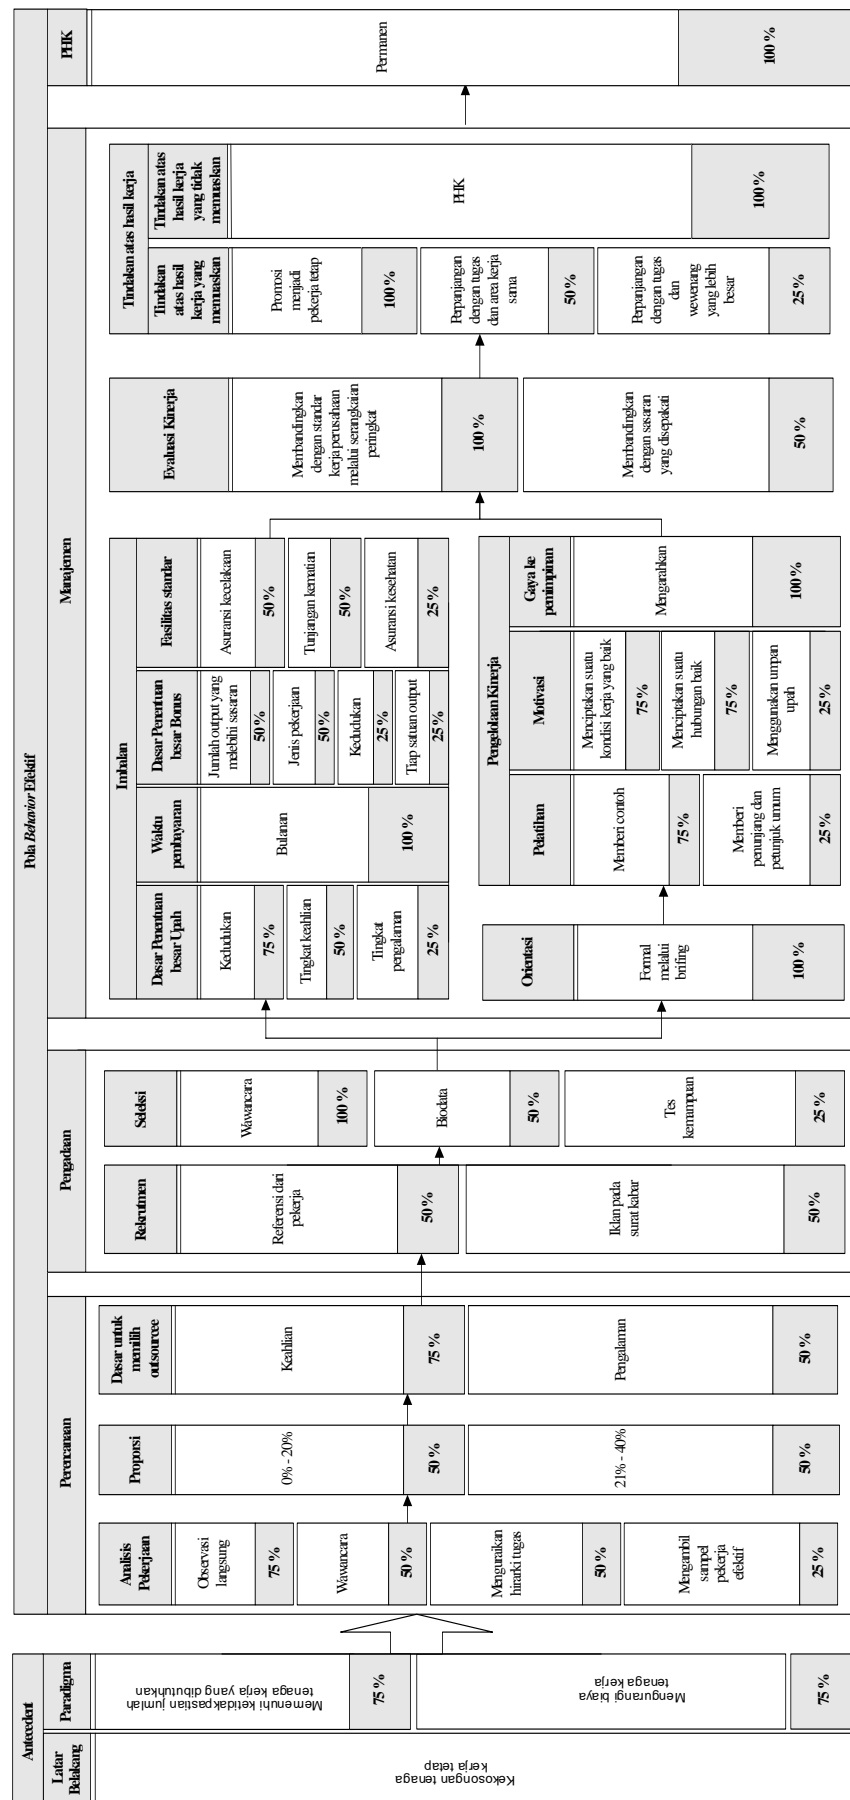 Antecedent
Latar
Belakang
Kekosongan tenaga
kerja tetap
Paradigma
Memenuhi ketidakpastian jumlah
tenaga kerja yang dibutuhkan
75 %
Mengurangi biaya
tenaga kerja
75 %
Pola Behavior Efektif
Perencanaan
Analisis
Pekerjaan
Observasi
langsung
75 %
Wawancara
50 %
Menguraikan
hirarki tugas
50 %
Mengambil
sampel
pekerja
efektif
25 %
Proporsi
0% - 20%
50 %
21% - 40%
50 %
Dasar untuk
memilih
outsourcee
Keahlian
75 %
Pengalaman
50 %
Pengadaan
Rekrutmen
Referensi dari
pekerja
50 %
Iklan pada
surat kabar
50 %
Seleksi
Wawancara
100 %
Biodata
50 %
Tes
kemampuan
25 %
Manajemen
Imbalan
Dasar Penentuan
besar Upah
Kedudukan
75 %
Tingkat keahlian
50 %
Tingkat
pengalaman
25 %
Waktu
pembayaran
Bulanan
100 %
Dasar Penentuan
besar Bonus
Jumlah output yang
melebihi sasaran
50 %
Jenis pekerjaan
50 %
Kedudukan
25 %
Tiap satuan output
25 %
Fasilitas standar
Asuransi kecelakaan
50 %
Tunjangan kematian
50 %
Asuransi kesehatan
25 %
Orientasi
Formal
melalui
brifing
100 %
Pengelolaan Kinerja
Pelatihan
Memberi contoh
75 %
Memberi
penunjang dan
petunjuk umum
25 %
Motivasi
Menciptakan suatu
kondisi kerja yang baik
75 %
Menciptakan suatu
hubungan baik
75 %
Menggunakan umpan
upah
25 %
Gaya ke
pemimpinan
Mengarahkan
100 %
Evaluasi Kinerja
Membandingkan
dengan standar
kerja perusahaan
melalui serangkaian
peringkat
100 %
Membandingkan
dengan sasaran
yang disepakati
50 %
Tindakan atas hasil kerja
Tindakan
atas hasil
kerja yang
memuaskan
Promosi
menjadi
pekerja tetap
100 %
Perpanjangan
dengan tugas
dan area kerja
sama
50 %
Perpanjangan
dengan tugas
dan
wewenang
yang lebih
besar
25 %
Tindakan atas
hasil kerja
yang tidak
memuaskan
PHK
100 %
PHK
Permanen
100 %